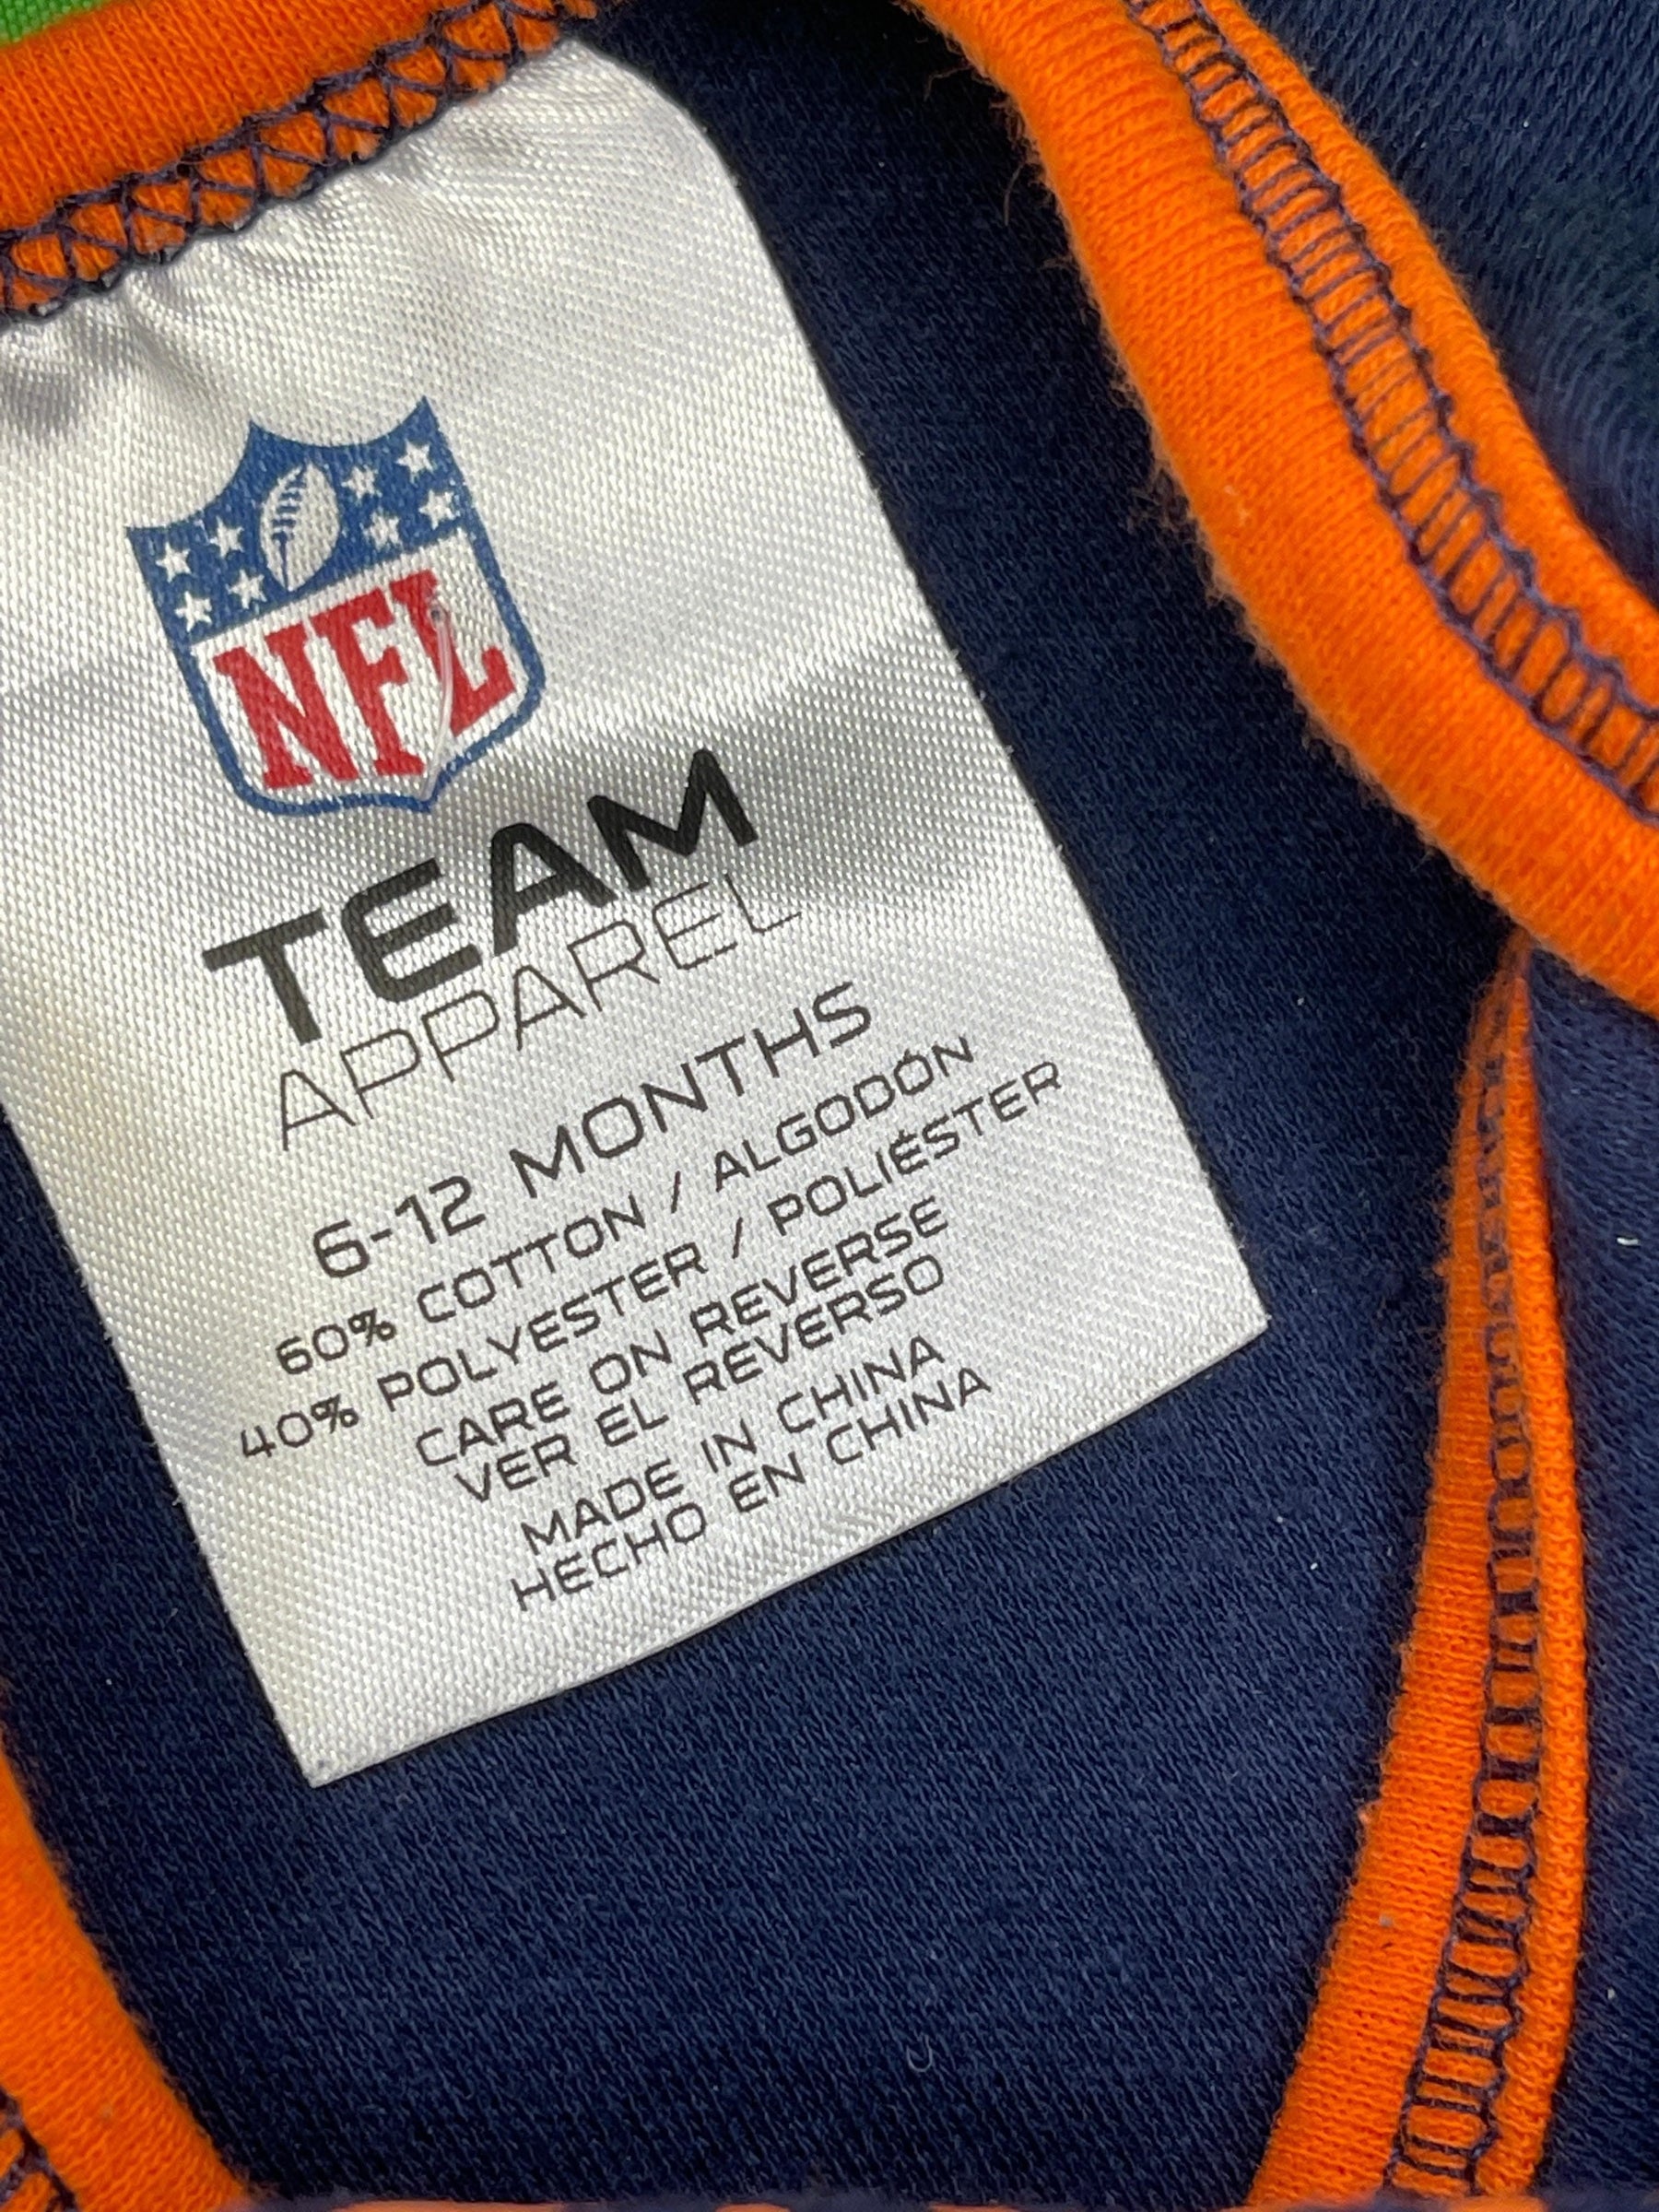 NFL
TEAM
APPAREL
6-12 MONTHS
60% COTTON / ALGODÓN
40% POLYESTER / POLIÉSTER
CARE ON REVERSE
VER EL REVERSO
MADE IN CHINA
HECHO EN CHINA